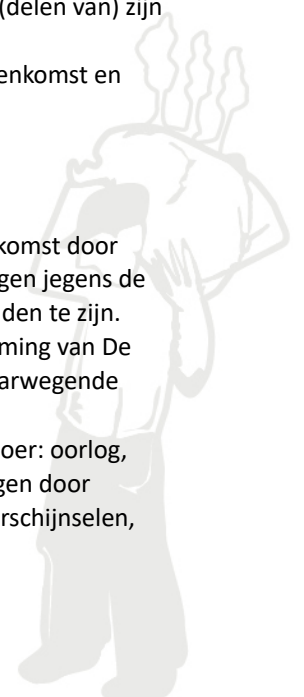 (delen van) zijn
enkomst en
komst door
gen jegens de
den te zijn.
ming van De
arwegende
oer: oorlog,
gen door
rschijnselen,